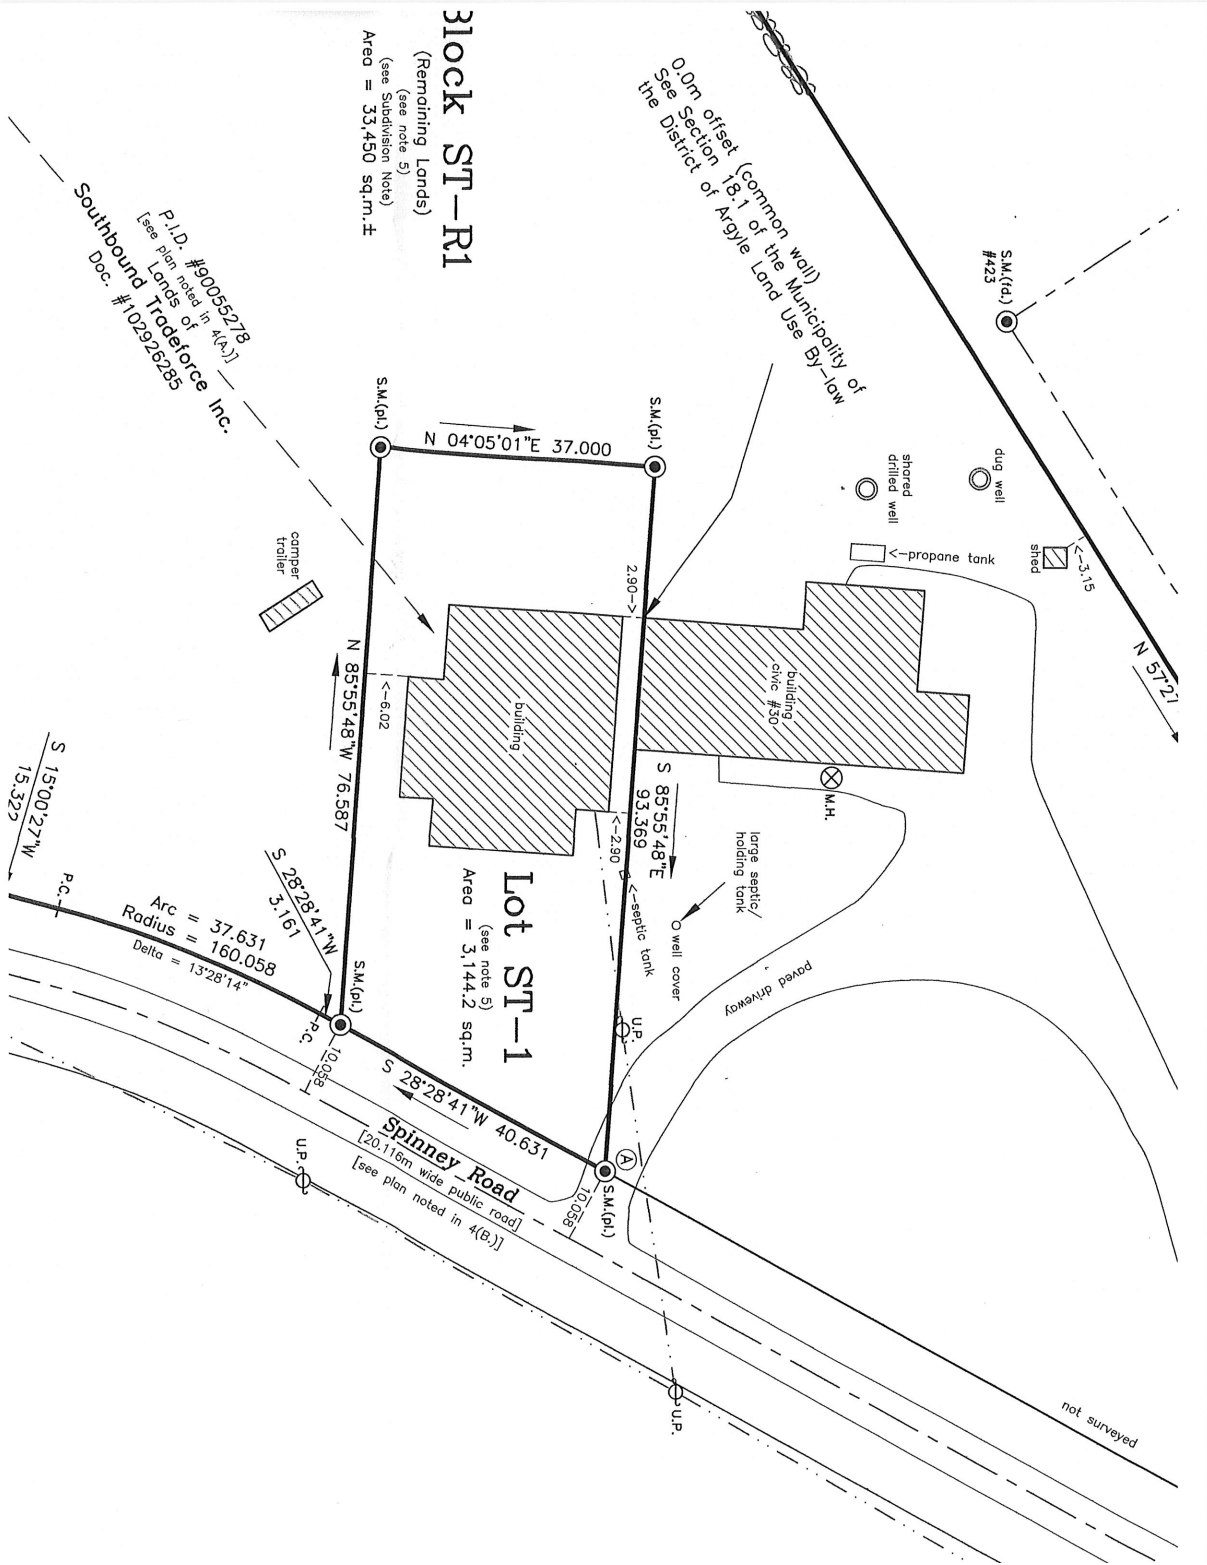 Block ST-R1
(Remaining Lands)
(see note 5)
(see Subdivision Note)
Area = 33,450 sq.m.±
0.0m offset (common wall)
See Section 18.1 of the Municipality of
the District of Argyle Land Use By-law
S.M.(fd.)
#423
P.I.D. #90055278
[see plan noted in 4(A.)]
Lands of
Southbound Tradeforce Inc.
Doc. #102926285
S.M.(pl.)
N 04°05'01"E 37.000
S.M.(pl.)
shared
drilled well
dug well
<-propane tank
shed
<-3.15
N 57°27
camper
trailer
2.90->
N 85°55'48"W 76.587
<-6.02
building
building
civic #30
S 85°55'48"E
93.369
M.H.
<-2.90
<-septic tank
large septic/
holding tank
well cover
paved driveway
Lot ST-1
(see note 5)
Area = 3,144.2 sq.m.
S 15°00'27"W
15.322
P.C.
Arc = 37.631
Radius = 160.058
Delta = 13°28'14"
S 28°28'41"W
3.161
S.M.(pl.)
P.C.
10.058
U.P.
S 28°28'41"W 40.631
A
S.M.(pl.)
10.058
Spinney Road
[20.116m wide public road]
[see plan noted in 4(B.)]
U.P.
U.P.
not surveyed